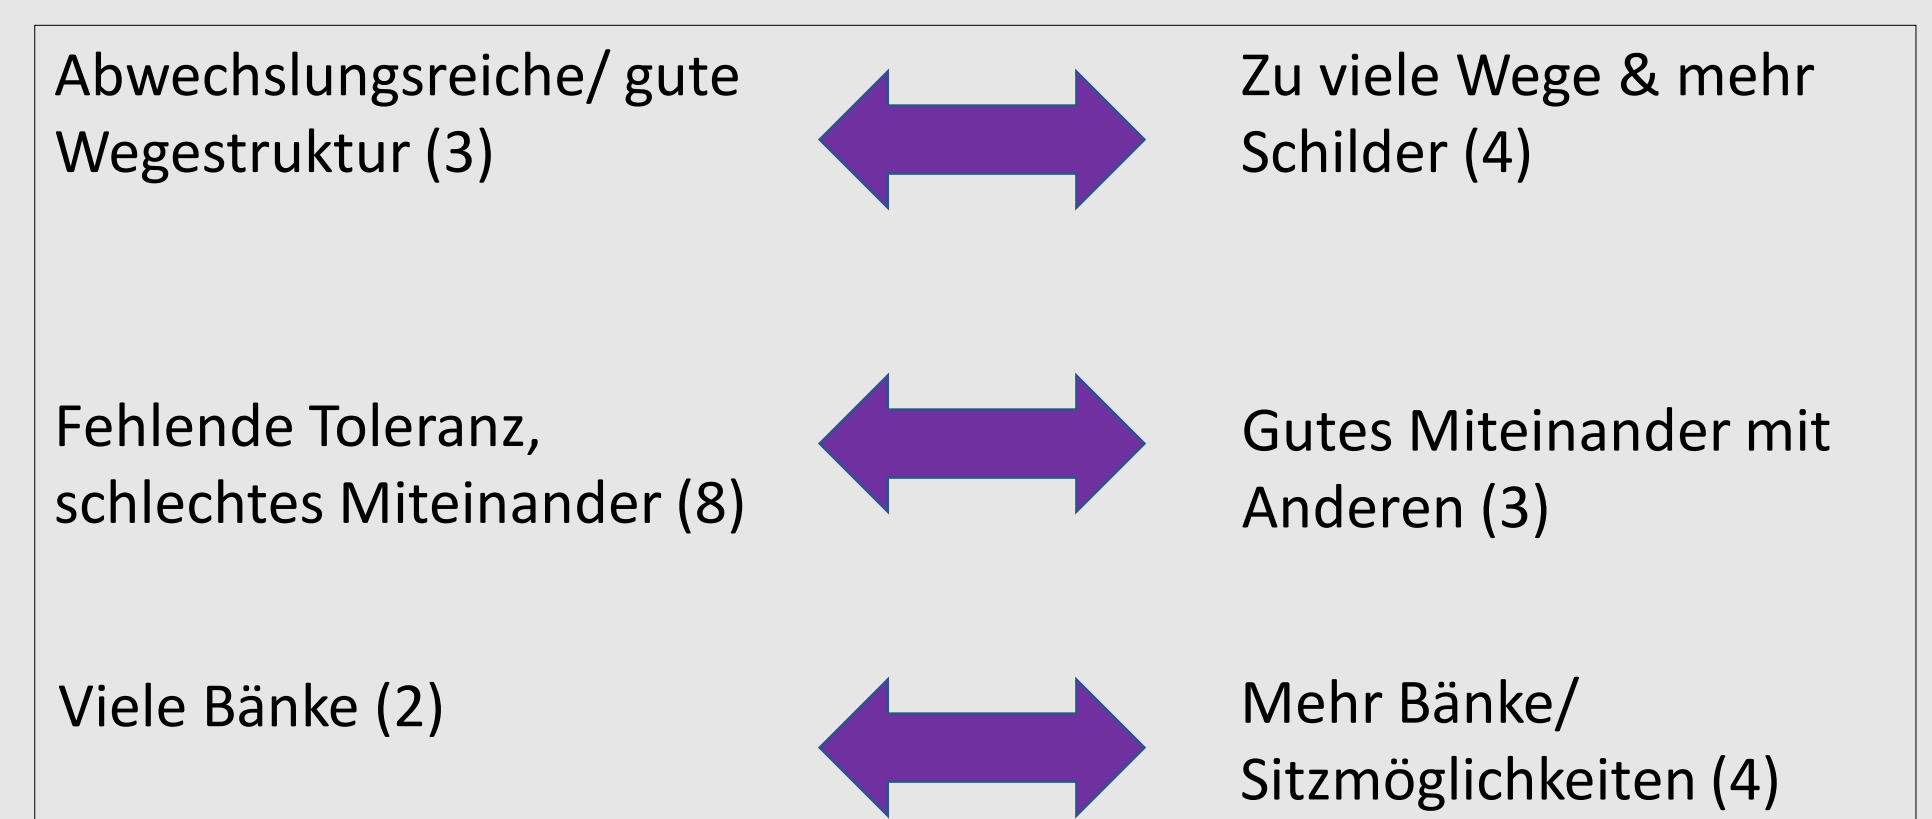 Abwechslungsreiche/ gute
Wegestruktur (3)
Zu viele Wege & mehr
Schilder (4)
Fehlende Toleranz,
schlechtes Miteinander (8)
Gutes Miteinander mit
Anderen (3)
Viele Bänke (2)
Mehr Bänke/
Sitzmöglichkeiten (4)